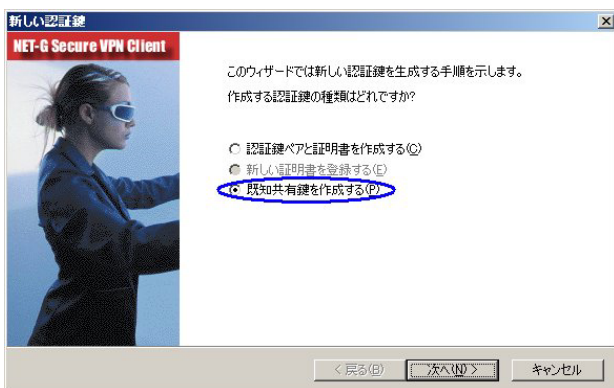 新しい認証鍵
NET-G Secure VPN Client
このウィザードでは新しい認証鍵を生成する手順を示します。
作成する認証鍵の種類はどれですか?
認証鍵ペアと証明書を作成する(C)
新しい証明書を登録する(E)
既知共有鍵を作成する(P)
< 戻る(B)
次へ(N) >
キャンセル